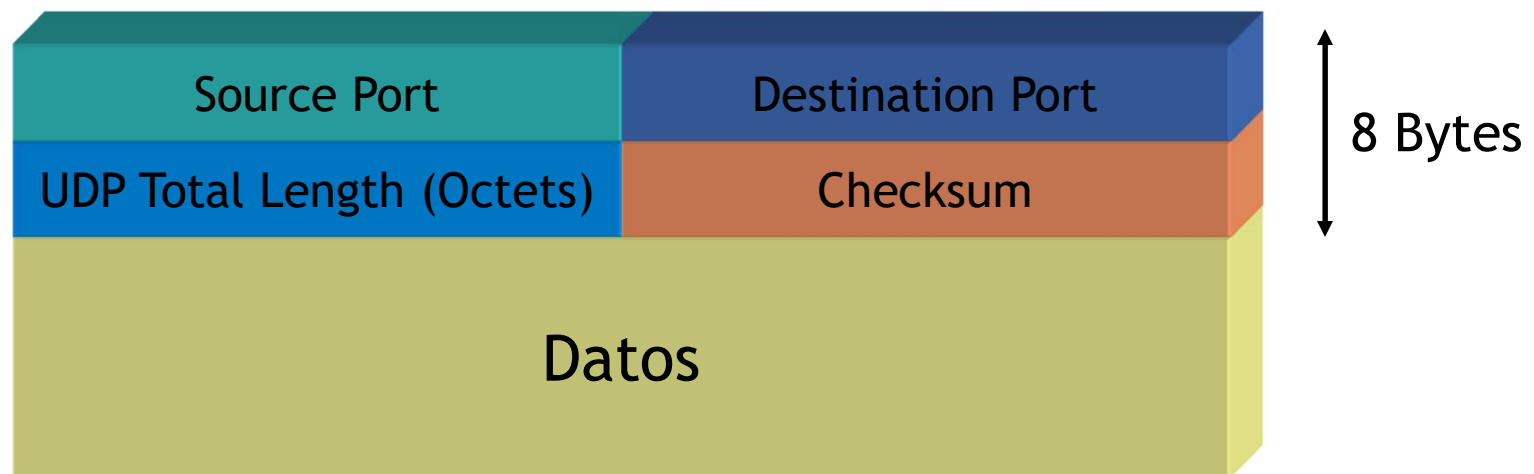 Source Port
Destination Port
8 Bytes
UDP Total Length (Octets)
Checksum
Datos